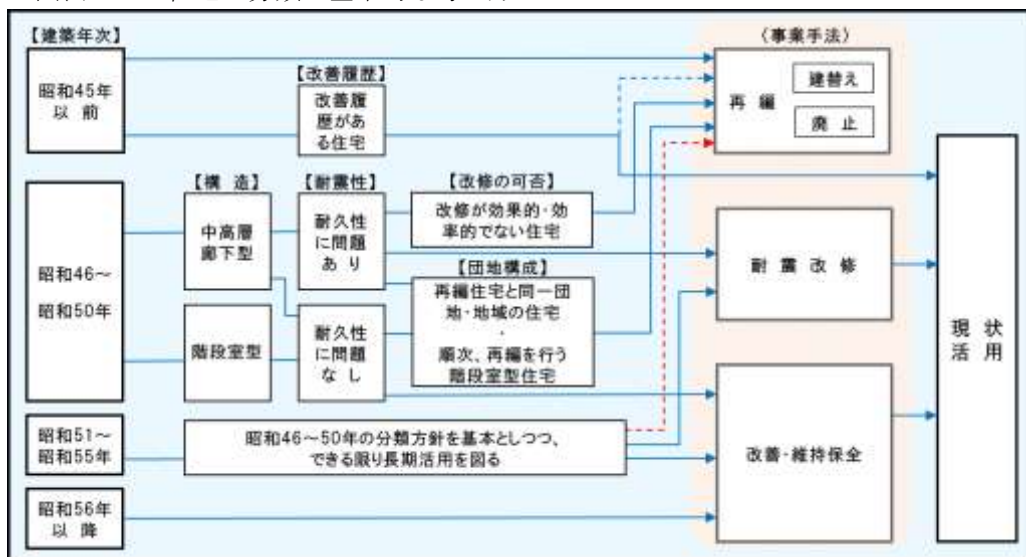 【建築年次】
昭和45年
以 前
昭和46～
昭和50年
昭和51～
昭和55年
昭和56年
以 降
【改善履歴】
改善履
歴があ
る住宅
【構 造】
中高層
廊下型
階段室型
【耐震性】
耐久性
に問題
あ り
耐久性
に問題
な し
【改修の可否】
改修が効果的・効
率的でない住宅
【団地構成】
再編住宅と同一団
地・地域の住宅
・
順次、再編を行う
階段室型住宅
昭和46～50年の分類方針を基本としつつ、
できる限り長期活用を図る
（事業手法）
再 編
建替え
廃 止
耐 震 改 修
改善・維持保全
現 状
活 用